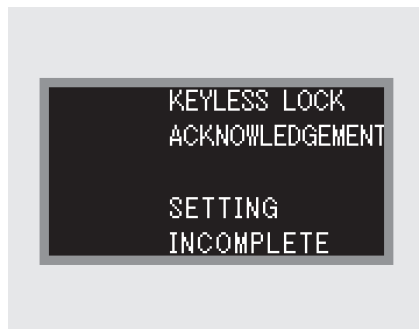 KEYLESS LOCK
ACKNOWLEDGEMENT
SETTING
INCOMPLETE